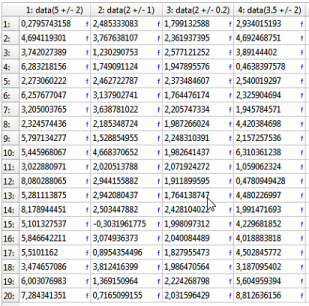 1: data(5 +/- 2) 2: data(2 +/- 1) 3: data(2 +/- 0.2) 4: data(3.5 +/- 2)
1: 0,2795743158 f 2,485333083 f 1,799132588 f 2,934015193 f
2: 4,694119301 f 3,767638107 f 2,361937395 f 4,692468751 f
3: 3,742027389 f 1,230290753 f 2,577121252 f 3,89144402 f
4: 6,283218156 f 1,749091124 f 1,947895576 f 0,4638397578 f
5: 2,273060222 f 2,462722787 f 2,373484607 f 2,540019297 f
6: 6,257677047 f 3,137902741 f 1,764476174 f 2,325904694 f
7: 3,205003765 f 3,638781022 f 2,205747334 f 1,945784571 f
8: 2,324574436 f 2,185348724 f 1,987266024 f 4,420384698 f
9: 5,797134277 f 1,528854955 f 2,248310391 f 2,157257536 f
10: 5,445968067 f 4,668370652 f 1,982641437 f 6,310361238 f
11: 3,022880971 f 2,020513788 f 2,071924272 f 1,059062324 f
12: 8,080288065 f 2,944155882 f 1,911899595 f 0,4780949428 f
13: 5,281113875 f 2,942080437 f 1,764138747 f 4,480226997 f
14: 8,178944451 f 2,503447882 f 2,428104022 f 1,991471693 f
15: 5,101327537 f -0,3031961775 f 1,998097312 f 4,229681852 f
16: 5,846642211 f 3,074936373 f 2,040084489 f 4,018883818 f
17: 5,5101162 f 0,8954354496 f 1,827955473 f 4,502845772 f
18: 3,474657086 f 3,812416399 f 1,986470564 f 3,187095402 f
19: 6,003076983 f 1,369150964 f 2,224268798 f 5,604959394 f
20: 7,284341351 f 0,7165099155 f 2,031596429 f 8,812636156 f